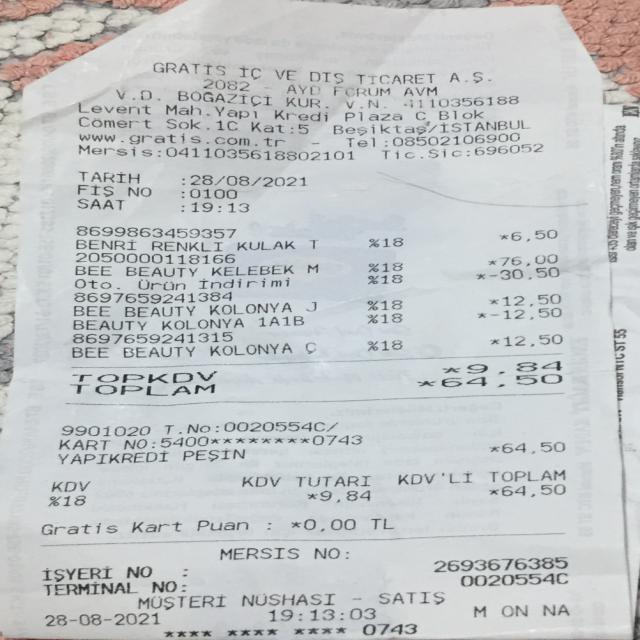 GRATİS İÇ VE DIŞ TİCARET A.Ş.
2082 - AYD FORUM AVM
V.D. BOĞAZİÇİ KUR. V.N. 4110356188
Levent Mah.Yapı Kredi Plaza C Blok
Cömert Sok.1C Kat:5 Beşiktaş/İSTANBUL
www.gratis.com.tr - Tel:08502106900
Mersis:0411035618802101 Tic.Sic:696052
TARİH :28/08/2021
FİŞ NO :0100
SAAT :19:13
8699863459357
BENRİ RENKLİ KULAK T %18 *6,50
2050000118166
BEE BEAUTY KELEBEK M %18 *76,00
Oto. Ürün İndirimi %18 *-30,50
8697659241384
BEE BEAUTY KOLONYA J %18 *12,50
BEAUTY KOLONYA 1A1B %18 *-12,50
8697659241315
BEE BEAUTY KOLONYA Ç %18 *12,50
TOPKDV *9,84
TOPLAM *64,50
9901020 T.No:0020554C/
KART NO:5400********0743
YAPIKREDİ PEŞİN *64,50
KDV KDV TUTARI KDV'Lİ TOPLAM
%18 *9,84 *64,50
Gratis Kart Puan : *0,00 TL
MERSIS NO:
İŞYERİ NO : 2693676385
TERMİNAL NO: 0020554C
MÜŞTERİ NÜSHASI - SATIŞ
28-08-2021 19:13:03 M ON NA
**** **** **** 0743